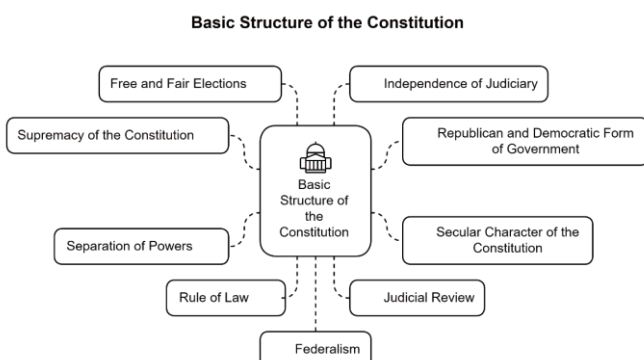 Basic Structure of the Constitution
Free and Fair Elections
Independence of Judiciary
Supremacy of the Constitution
Republican and Democratic Form
of Government
Basic
Structure of
the
Constitution
Separation of Powers
Secular Character of the
Constitution
Rule of Law
Judicial Review
Federalism